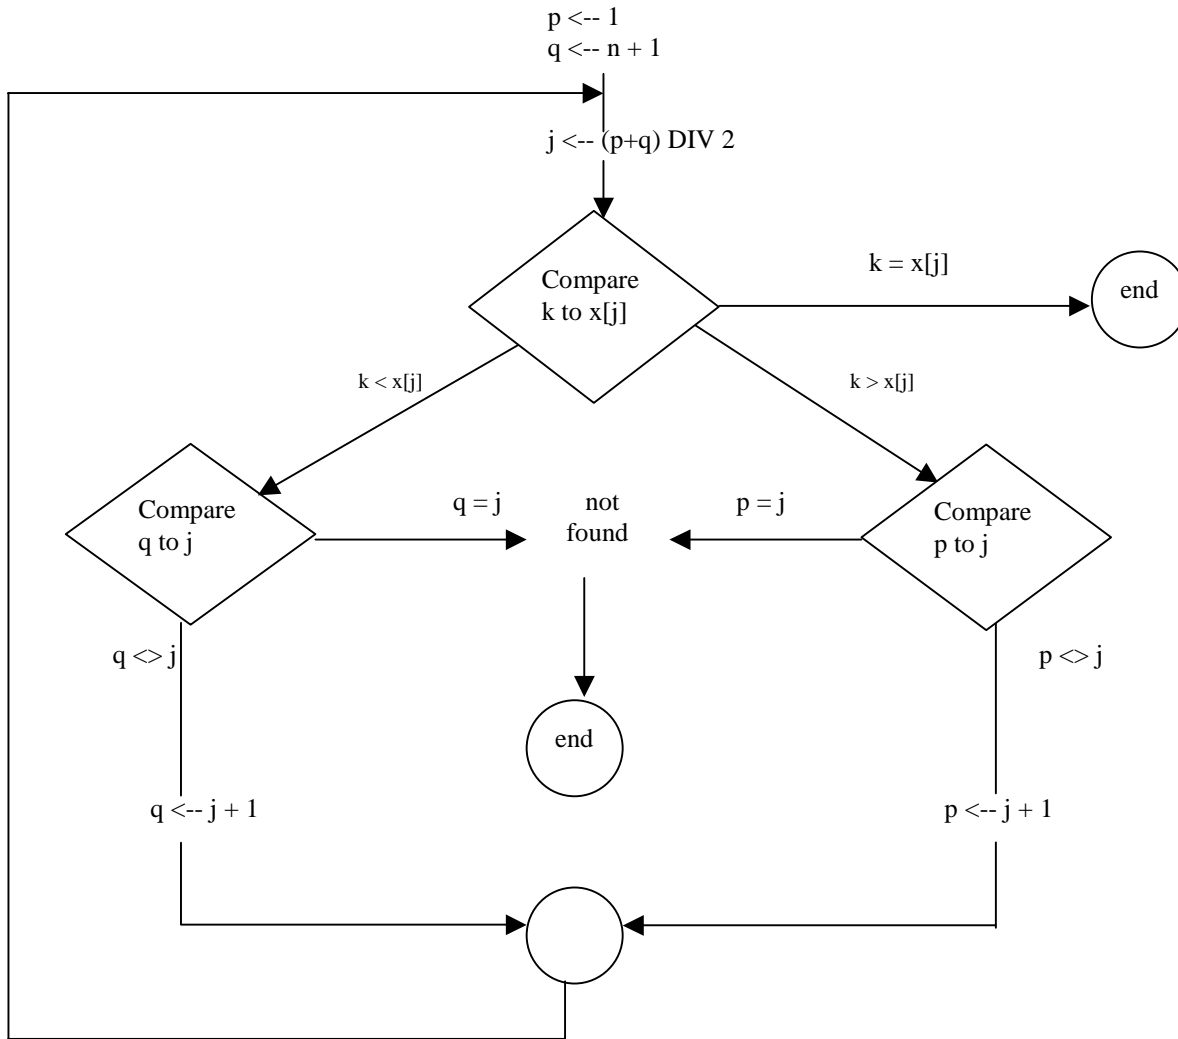 p <-- 1
q <-- n + 1
j <-- (p+q) DIV 2
Compare
k to x[j]
k = x[j]
end
k < x[j]
k > x[j]
Compare
q to j
q = j
not
found
p = j
Compare
p to j
q <> j
p <> j
end
q <-- j + 1
p <-- j + 1